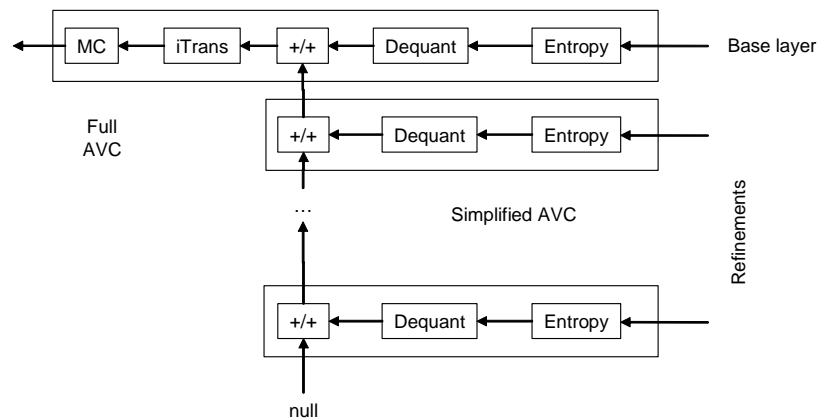 MC
iTrans
+/+
Dequant
Entropy
Base layer
Full
AVC
+/+
Dequant
Entropy
...
Simplified AVC
Refinements
+/+
Dequant
Entropy
null